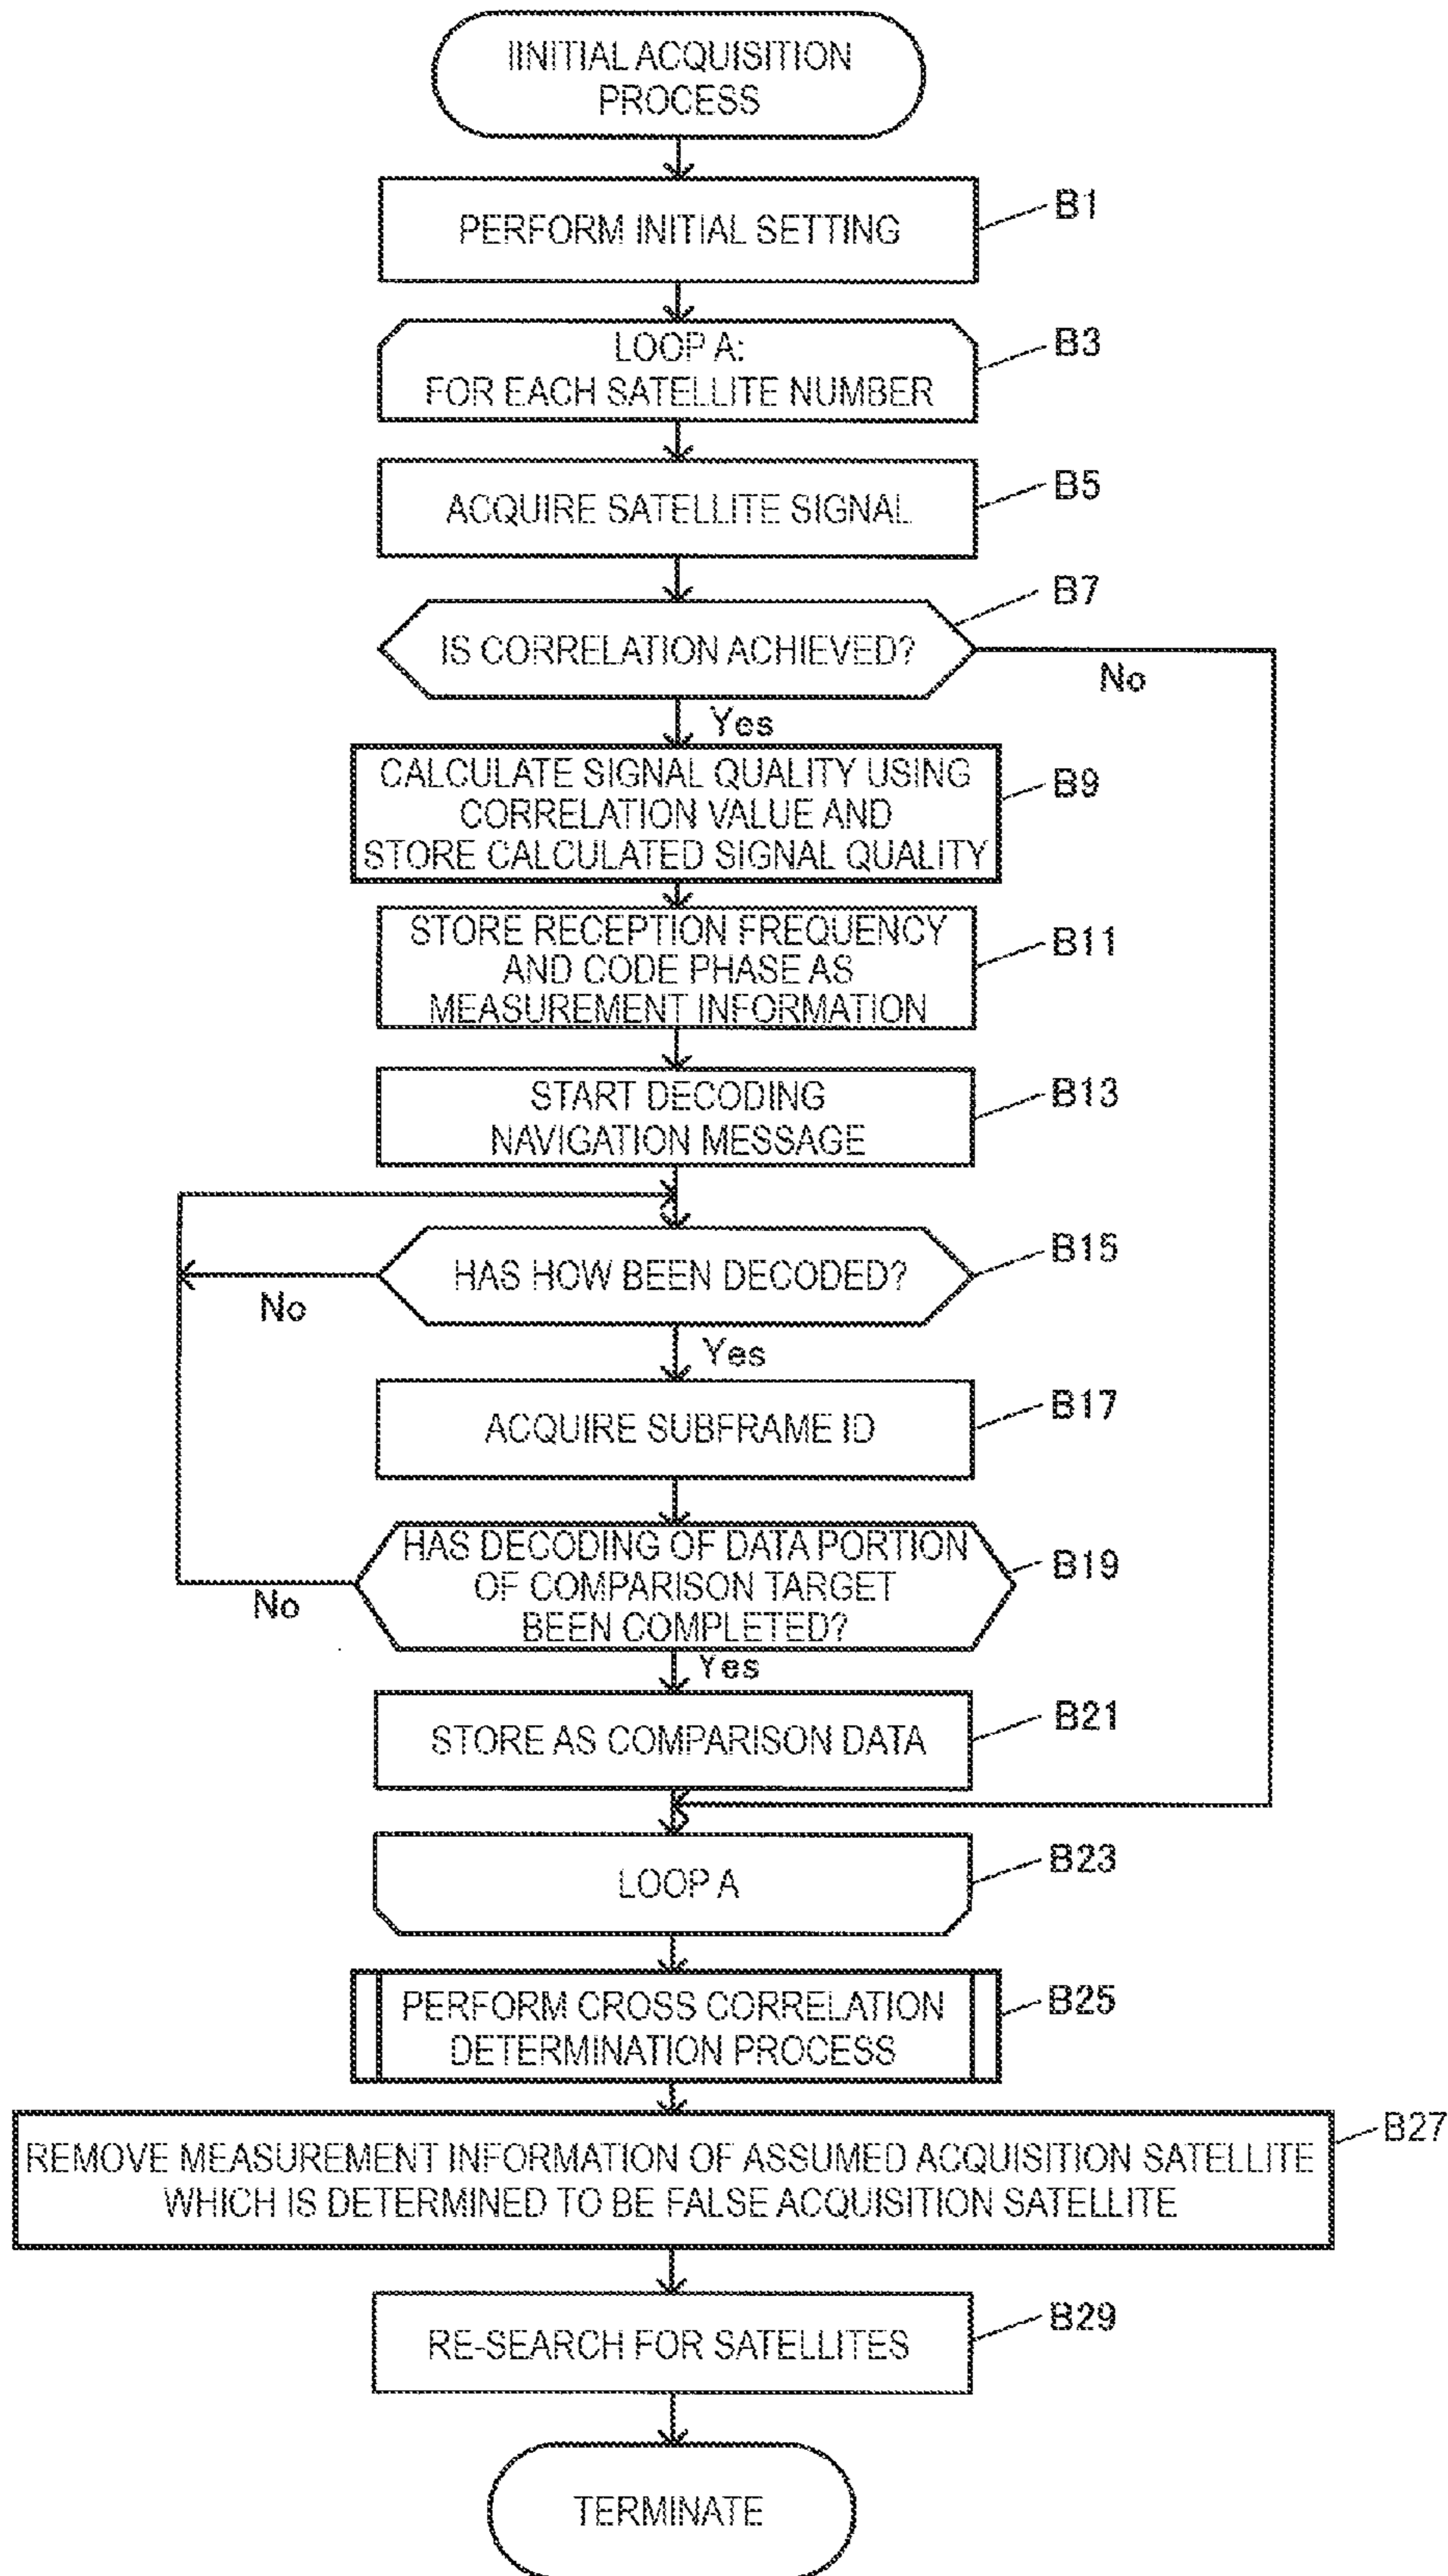 IINITIAL ACQUISITION
PROCESS
PERFORM INITIAL SETTING
B1
LOOP A:
FOR EACH SATELLITE NUMBER
B3
ACQUIRE SATELLITE SIGNAL
B5
IS CORRELATION ACHIEVED?
B7
No
Yes
CALCULATE SIGNAL QUALITY USING
CORRELATION VALUE AND
STORE CALCULATED SIGNAL QUALITY
B9
STORE RECEPTION FREQUENCY
AND CODE PHASE AS
MEASUREMENT INFORMATION
B11
START DECODING
NAVIGATION MESSAGE
B13
HAS HOW BEEN DECODED?
B15
No
Yes
ACQUIRE SUBFRAME ID
B17
HAS DECODING OF DATA PORTION
OF COMPARISON TARGET
BEEN COMPLETED?
B19
No
Yes
STORE AS COMPARISON DATA
B21
LOOP A
B23
PERFORM CROSS CORRELATION
DETERMINATION PROCESS
B25
REMOVE MEASUREMENT INFORMATION OF ASSUMED ACQUISITION SATELLITE
WHICH IS DETERMINED TO BE FALSE ACQUISITION SATELLITE
B27
RE-SEARCH FOR SATELLITES
B29
TERMINATE